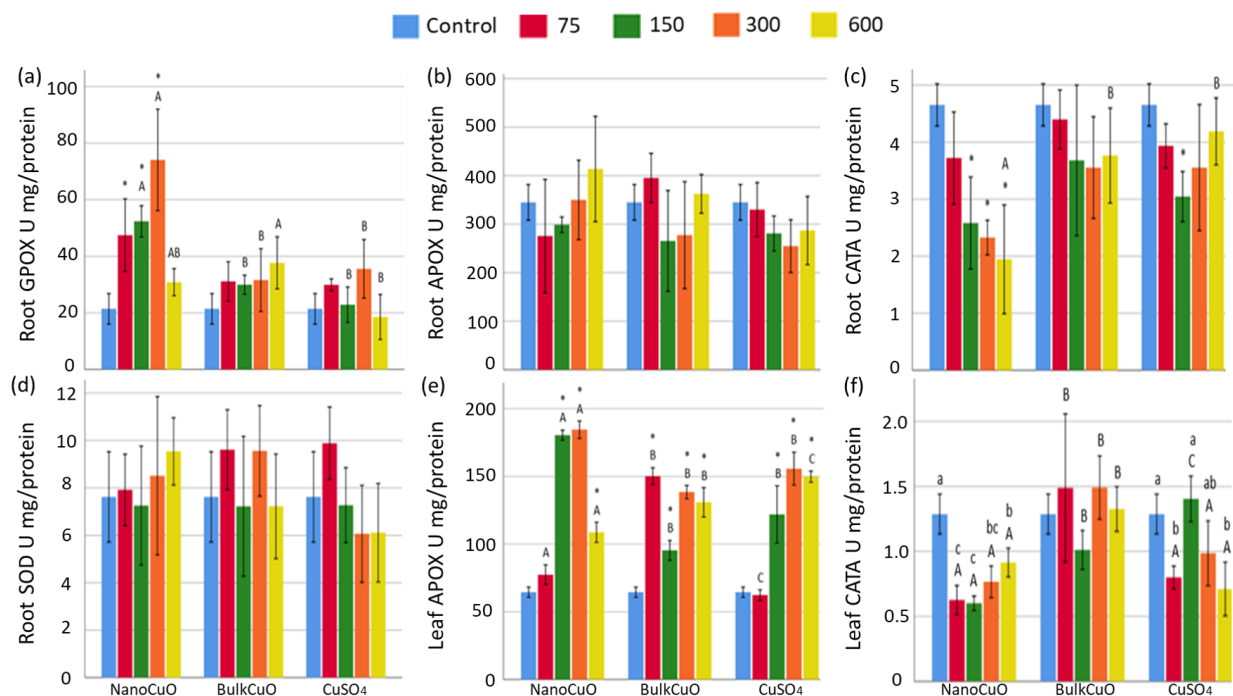 Control 75 150 300 600
(a)
Root GPOX U mg/protein
100
80
60
40
20
0
*
*
A
*
A
AB
B
B
A
B
B
B
(b)
Root APOX U mg/protein
600
500
400
300
200
100
0
(c)
Root CATA U mg/protein
5
4
3
2
1
0
*
*
A
*
B
*
B
(d)
Root SOD U mg/protein
12
10
8
6
4
2
0
NanoCuO BulkCuO CuSO4
(e)
Leaf APOX U mg/protein
200
150
100
50
0
A
*
A
*
A
*
A
*
B
*
B
*
B
*
B
C
*
B
*
B
*
C
NanoCuO BulkCuO CuSO4
(f)
Leaf CATA U mg/protein
2.0
1.5
1.0
0.5
0
a
c
A
c
A
bc
A
b
A
B
B
B
B
a
b
A
a
C
ab
A
b
A
NanoCuO BulkCuO CuSO4